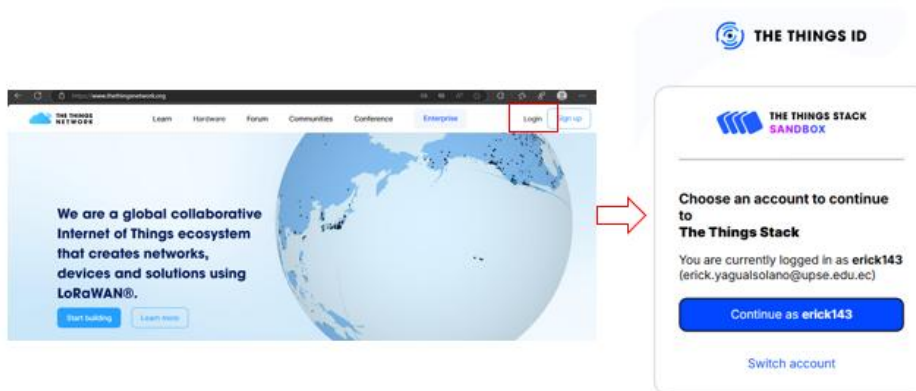 https://www.thethingsnetwork.org
THE THINGS
NETWORK
Learn
Hardware
Forum
Communities
Conference
Enterprise
Login
Sign up
We are a global collaborative
Internet of Things ecosystem
that creates networks,
devices and solutions using
LoRaWAN®.
Start building
Learn more
THE THINGS ID
THE THINGS STACK
SANDBOX
Choose an account to continue
to
The Things Stack
You are currently logged in as erick143
(erick.yagualsolano@upse.edu.ec)
Continue as erick143
Switch account